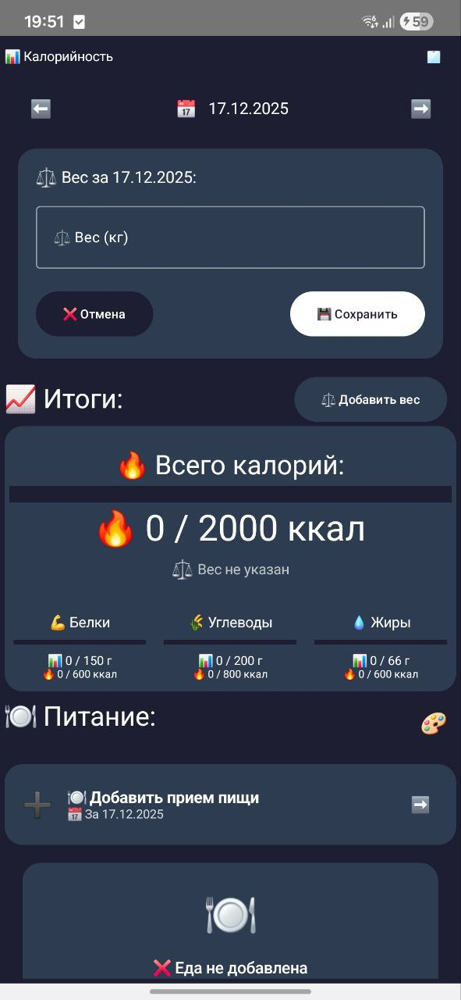 19:51 59
Калорийность
17.12.2025
Вес за 17.12.2025:
Вес (кг)
Отмена Сохранить
Итоги: Добавить вес
Всего калорий:
0 / 2000 ккал
Вес не указан
Белки Углеводы Жиры
0 / 150 г 0 / 200 г 0 / 66 г
0 / 600 ккал 0 / 800 ккал 0 / 600 ккал
Питание:
Добавить прием пищи
За 17.12.2025
Еда не добавлена